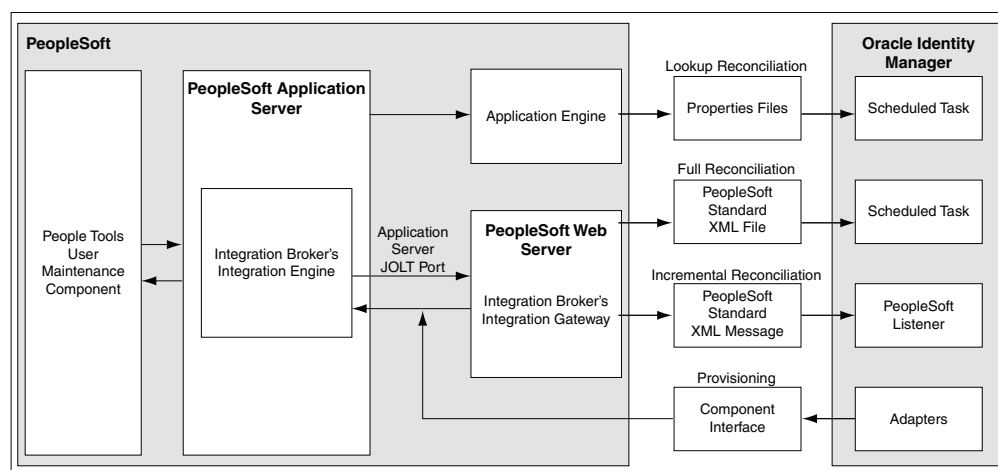 PeopleSoft
People Tools
User
Maintenance
Component
PeopleSoft Application
Server
Integration Broker's
Integration Engine
Application
Server
JOLT Port
Application Engine
PeopleSoft Web
Server
Integration Broker's
Integration Gateway
Lookup Reconciliation
Properties Files
Full Reconciliation
PeopleSoft
Standard
XML File
Incremental Reconciliation
PeopleSoft
Standard
XML Message
Provisioning
Component
Interface
Oracle Identity
Manager
Scheduled Task
Scheduled Task
PeopleSoft
Listener
Adapters